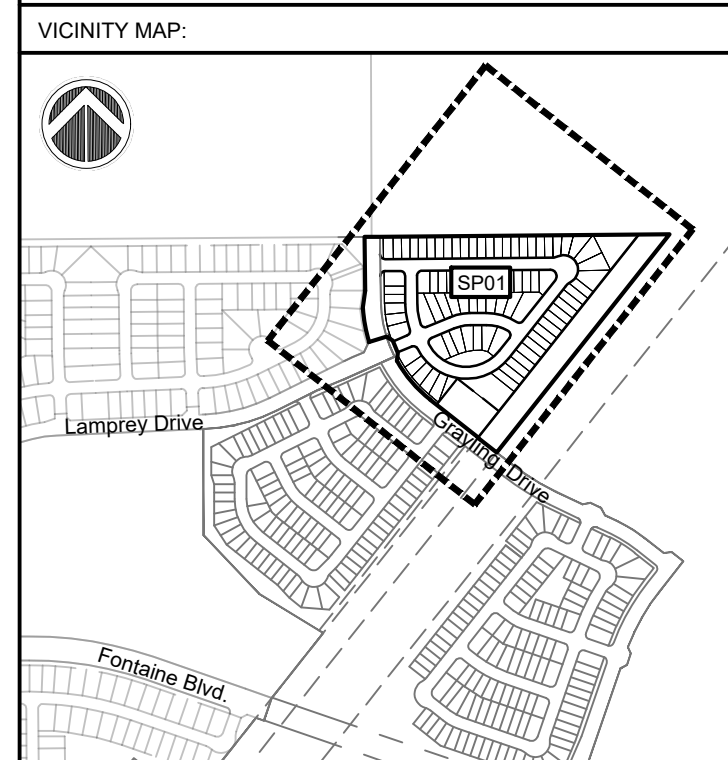 VICINITY MAP:
SP01
Lamprey Drive
Grayling Drive
Fontaine Blvd.